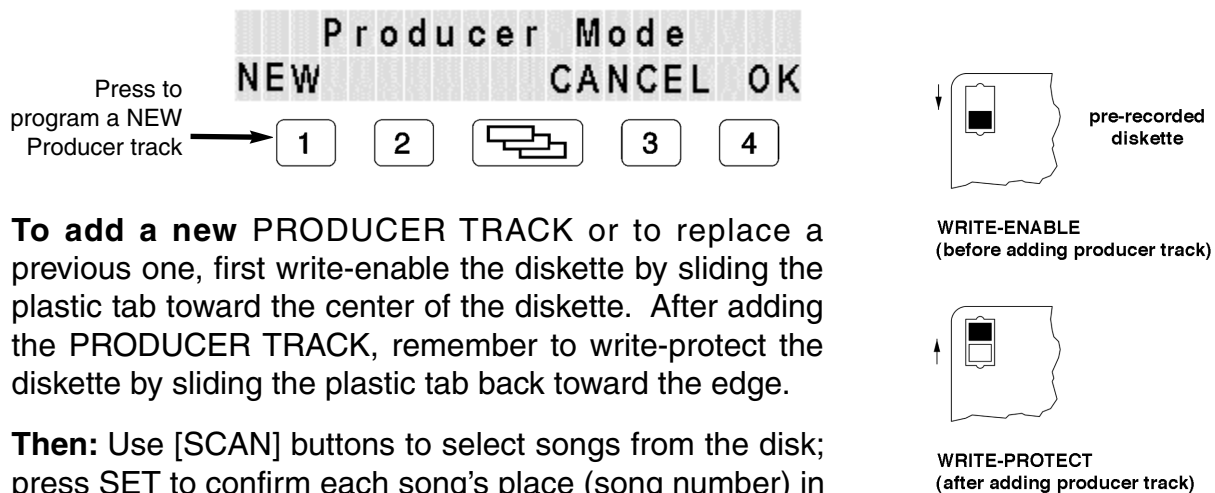 Producer Mode
NEW CANCEL OK
Press to
program a NEW
Producer track
1 2 3 4
To add a new PRODUCER TRACK or to replace a
previous one, first write-enable the diskette by sliding the
plastic tab toward the center of the diskette. After adding
the PRODUCER TRACK, remember to write-protect the
diskette by sliding the plastic tab back toward the edge.
Then: Use [SCAN] buttons to select songs from the disk;
press SET to confirm each song's place (song number) in
pre-recorded
diskette
WRITE-ENABLE
(before adding producer track)
WRITE-PROTECT
(after adding producer track)